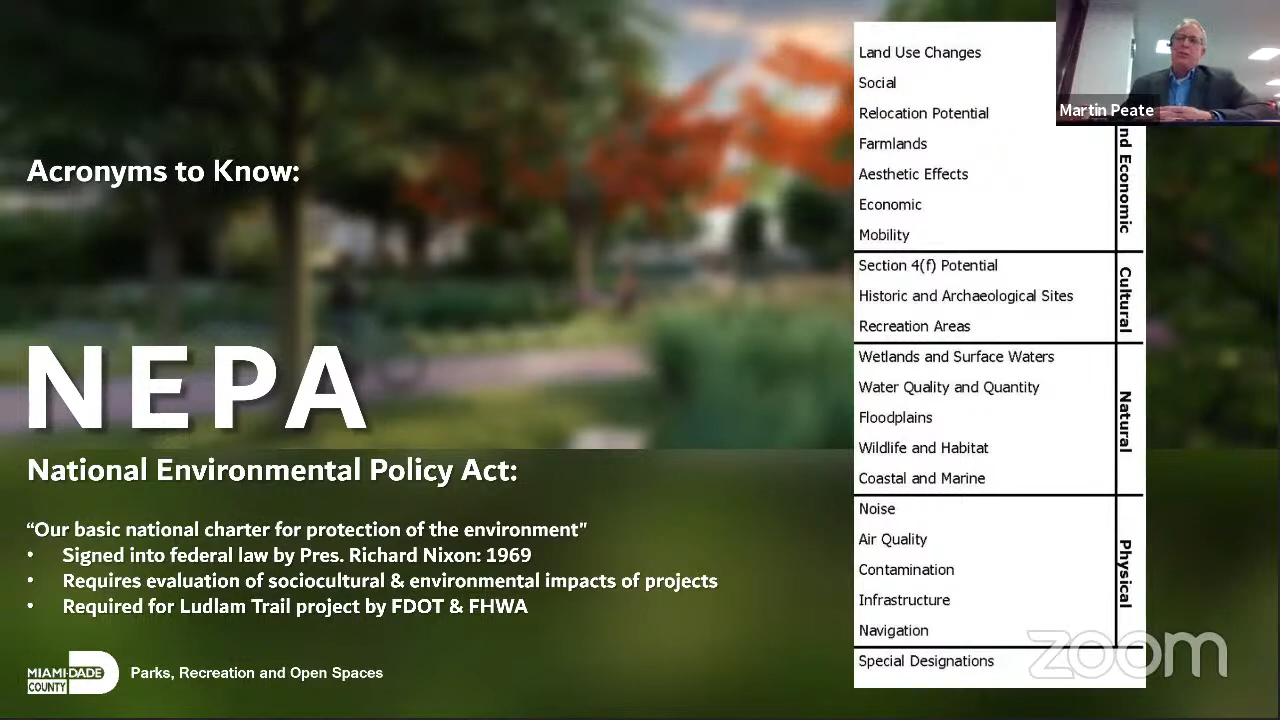 Acronyms to Know:
NEPA
National Environmental Policy Act:
“Our basic national charter for protection of the environment”
• Signed into federal law by Pres. Richard Nixon: 1969
• Requires evaluation of sociocultural & environmental impacts of projects
• Required for Ludlam Trail project by FDOT & FHWA
MIAMI-DADE
COUNTY
Parks, Recreation and Open Spaces
Land Use Changes
Social
Relocation Potential
Farmlands
Aesthetic Effects
Economic
Mobility
Economic
Section 4(f) Potential
Historic and Archaeological Sites
Recreation Areas
Cultural
Wetlands and Surface Waters
Water Quality and Quantity
Floodplains
Wildlife and Habitat
Coastal and Marine
Natural
Noise
Air Quality
Contamination
Infrastructure
Navigation
Physical
Special Designations
Martin Peate
zoom